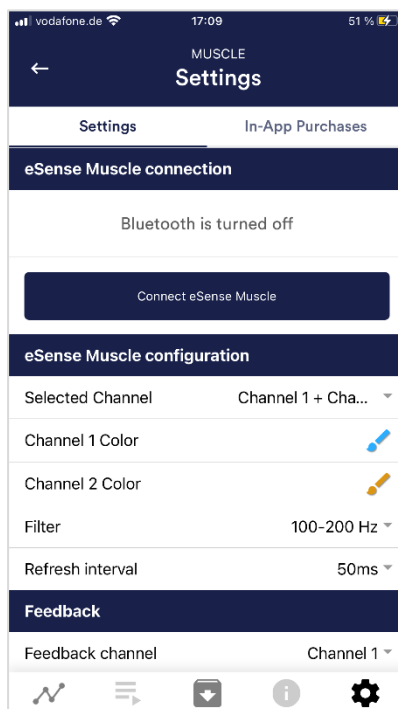 vodafone.de 17:09 51 %
MUSCLE
Settings
Settings In-App Purchases
eSense Muscle connection
Bluetooth is turned off
Connect eSense Muscle
eSense Muscle configuration
Selected Channel Channel 1 + Cha...
Channel 1 Color
Channel 2 Color
Filter 100-200 Hz
Refresh interval 50ms
Feedback
Feedback channel Channel 1